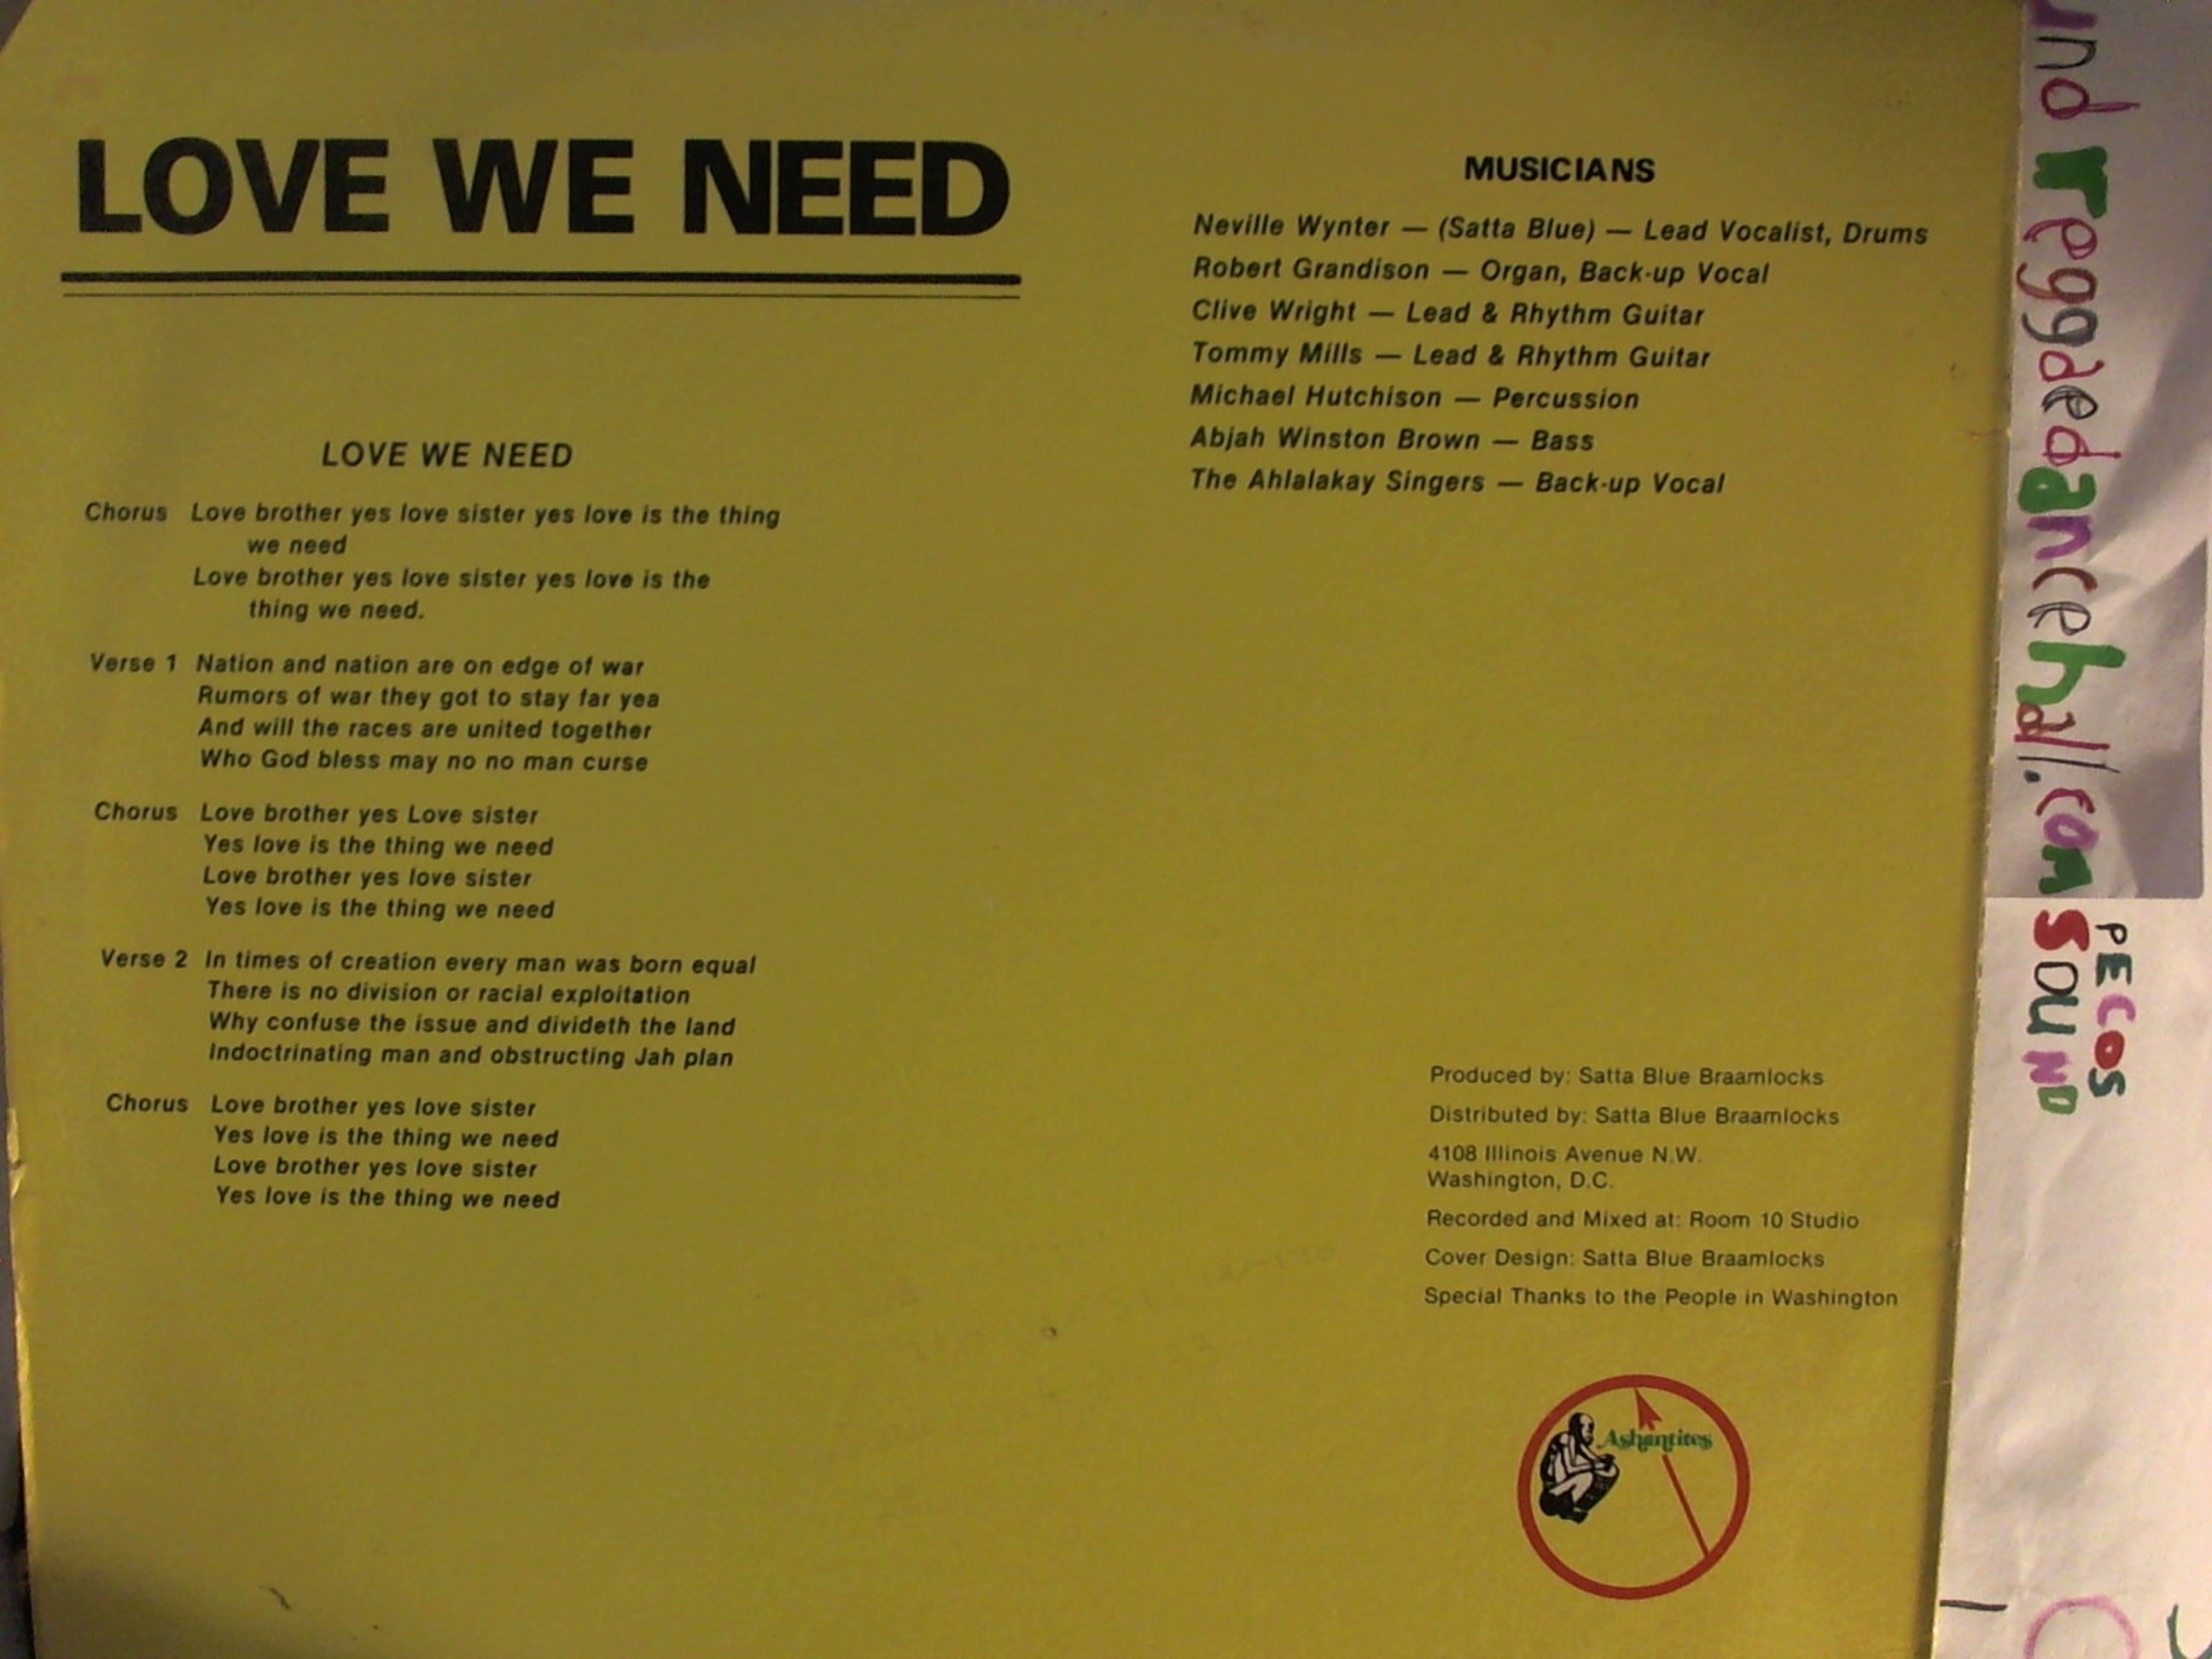 LOVE WE NEED
LOVE WE NEED
Chorus Love brother yes love sister yes love is the thing
we need
Love brother yes love sister yes love is the
thing we need.
Verse 1 Nation and nation are on edge of war
Rumors of war they got to stay far yea
And will the races are united together
Who God bless may no no man curse
Chorus Love brother yes Love sister
Yes love is the thing we need
Love brother yes love sister
Yes love is the thing we need
Verse 2 In times of creation every man was born equal
There is no division or racial exploitation
Why confuse the issue and divideth the land
Indoctrinating man and obstructing Jah plan
Chorus Love brother yes love sister
Yes love is the thing we need
Love brother yes love sister
Yes love is the thing we need
MUSICIANS
Neville Wynter — (Satta Blue) — Lead Vocalist, Drums
Robert Grandison — Organ, Back-up Vocal
Clive Wright — Lead & Rhythm Guitar
Tommy Mills — Lead & Rhythm Guitar
Michael Hutchison — Percussion
Abjah Winston Brown — Bass
The Ahlalakay Singers — Back-up Vocal
Produced by: Satta Blue Braamlocks
Distributed by: Satta Blue Braamlocks
4108 Illinois Avenue N.W.
Washington, D.C.
Recorded and Mixed at: Room 10 Studio
Cover Design: Satta Blue Braamlocks
Special Thanks to the People in Washington
Ashantites
und reggaedancehall.com
PECOS
SOUND